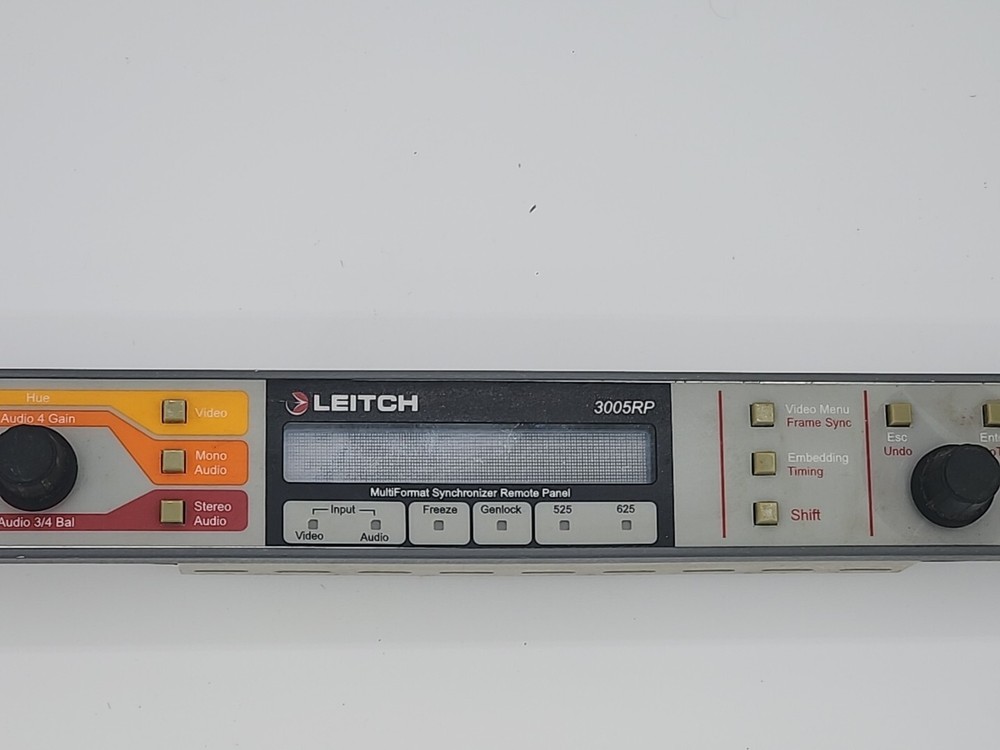 Hue
Audio 4 Gain
Audio 3/4 Bal
Video
Mono
Audio
Stereo
Audio
LEITCH
3005RP
MultiFormat Synchronizer Remote Panel
Input
Video
Audio
Freeze
Genlock
525
625
Video Menu
Frame Sync
Embedding
Timing
Shift
Esc
Undo